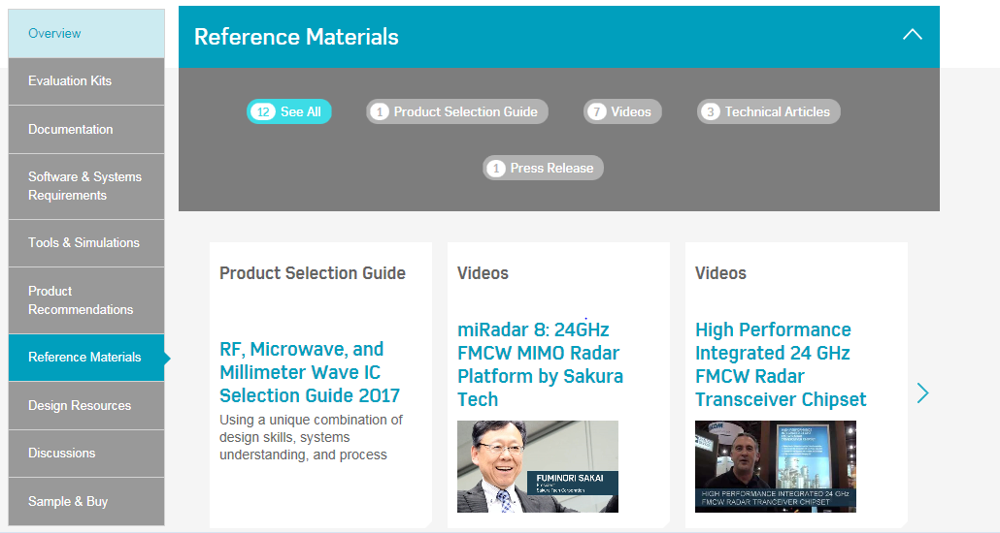 Overview
Evaluation Kits
Documentation
Software & Systems
Requirements
Tools & Simulations
Product
Recommendations
Reference Materials
Design Resources
Discussions
Sample & Buy
Reference Materials
12 See All
1 Product Selection Guide
7 Videos
3 Technical Articles
1 Press Release
Product Selection Guide
RF, Microwave, and
Millimeter Wave IC
Selection Guide 2017
Using a unique combination of
design skills, systems
understanding, and process
Videos
miRadar 8: 24GHz
FMCW MIMO Radar
Platform by Sakura
Tech
FUMINORI SAKAI
President
Sakura Tech Corporation
Videos
High Performance
Integrated 24 GHz
FMCW Radar
Transceiver Chipset
HIGH PERFORMANCE INTEGRATED 24 GHz
FMCW RADAR TRANCEIVER CHIPSET